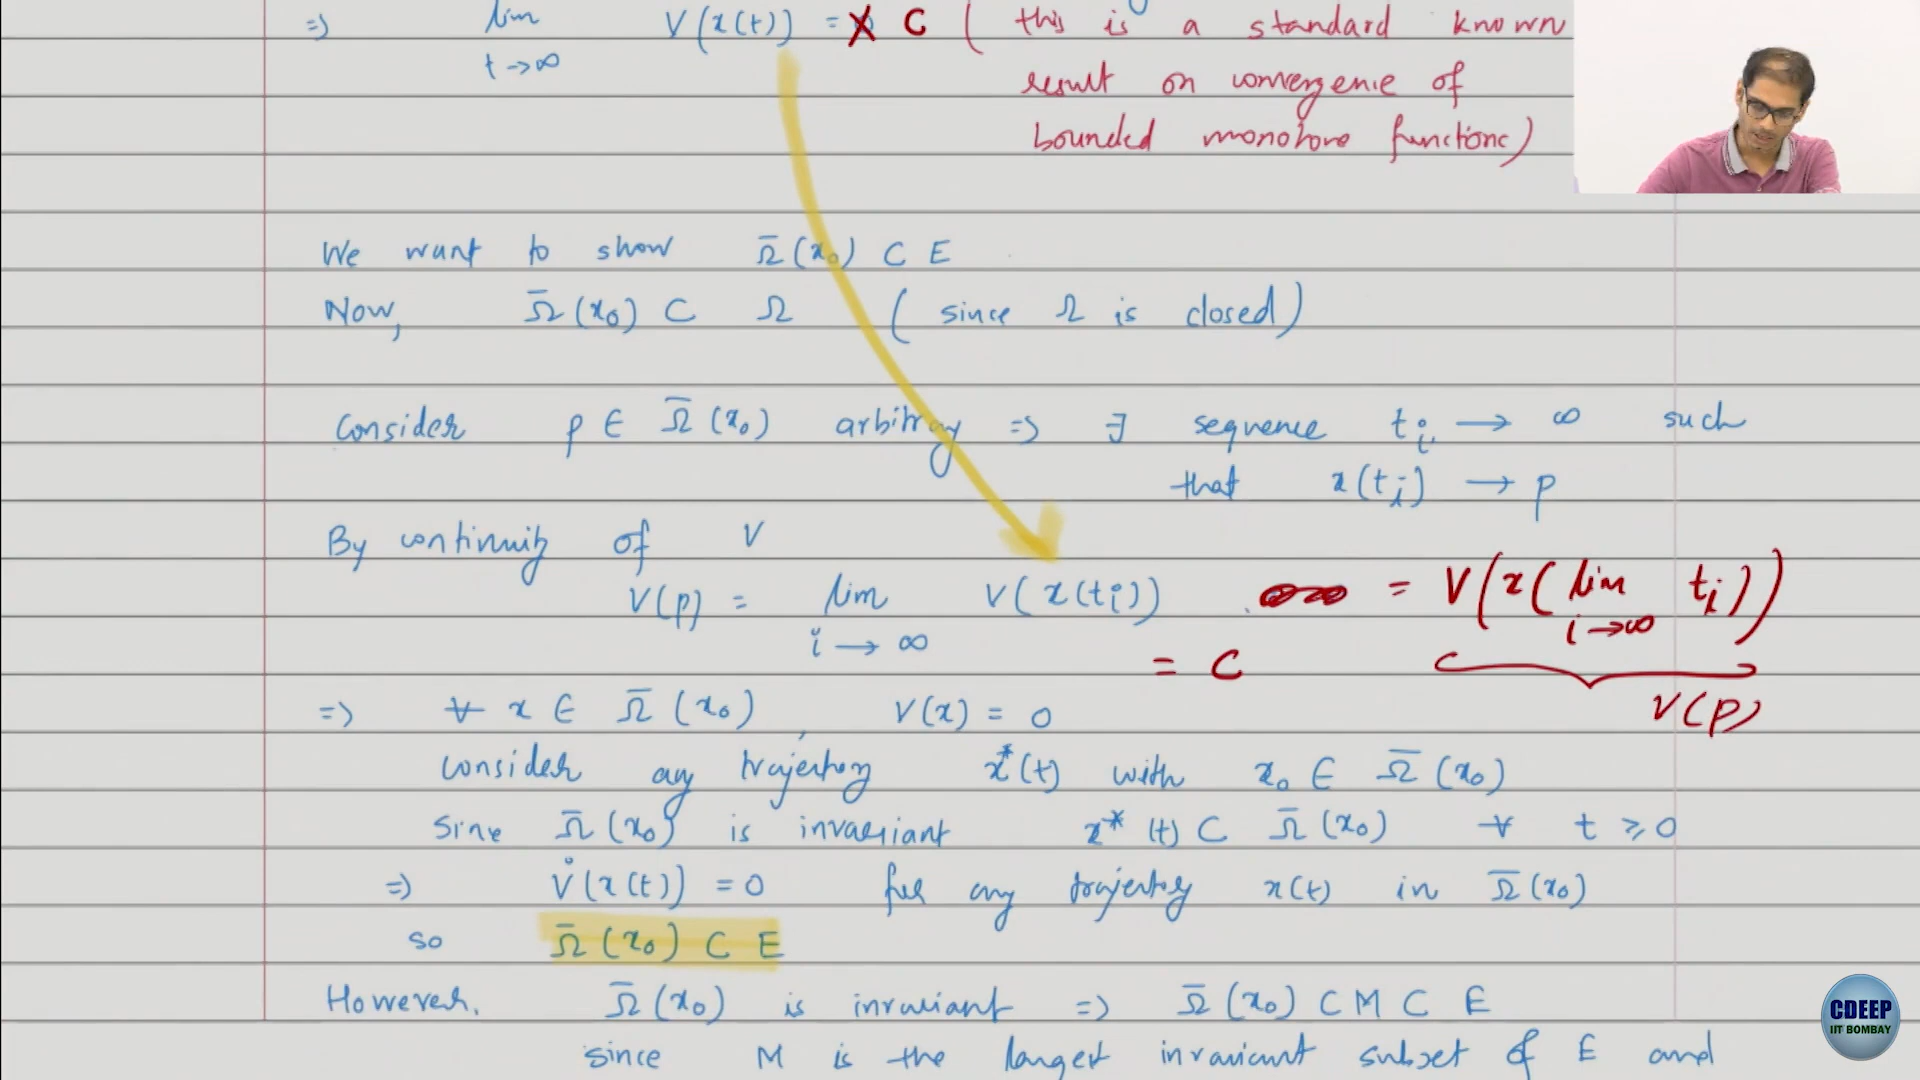 ⇒ lim t→∞ V(x(t)) = C (this is a standard known
result on convergence of
bounded monotone functions)
We want to show Ω̄(x₀) ⊂ E
Now, Ω̄(x₀) ⊂ Ω (since Ω is closed)
Consider p ∈ Ω̄(x₀) arbitray ⇒ ∃ sequence tᵢ → ∞ such
that x(tᵢ) → p
By continuity of V
V(p) = lim i→∞ V(x(tᵢ)) = V(x(lim i→∞ tᵢ))
= C V(p)
⇒ ∀ x ∈ Ω̄(x₀), V(x) = 0
consider any trajectory x*(t) with x₀ ∈ Ω̄(x₀)
Since Ω̄(x₀) is invariant x*(t) ⊂ Ω̄(x₀) ∀ t ≥ 0
⇒ V̇(x(t)) = 0 for any trajectory x(t) in Ω̄(x₀)
so Ω̄(x₀) ⊂ E
However, Ω̄(x₀) is invariant ⇒ Ω̄(x₀) ⊂ M ⊂ E
since M is the largest invariant subset of E and
CDEEP
IIT BOMBAY